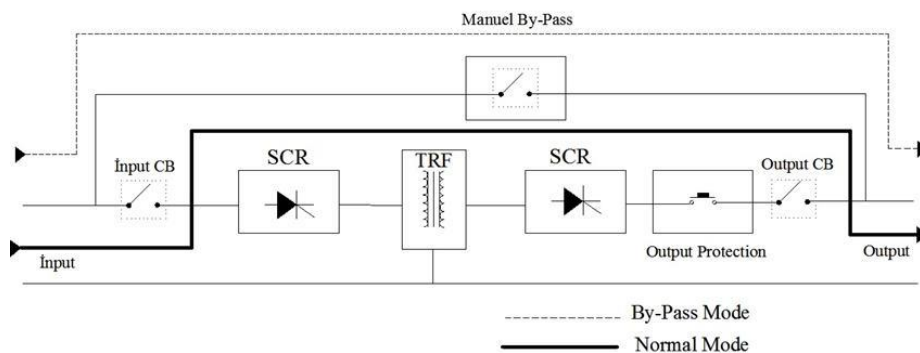 Manuel By-Pass
İnput CB
SCR
TRF
SCR
Output CB
Output Protection
İnput
Output
By-Pass Mode
Normal Mode